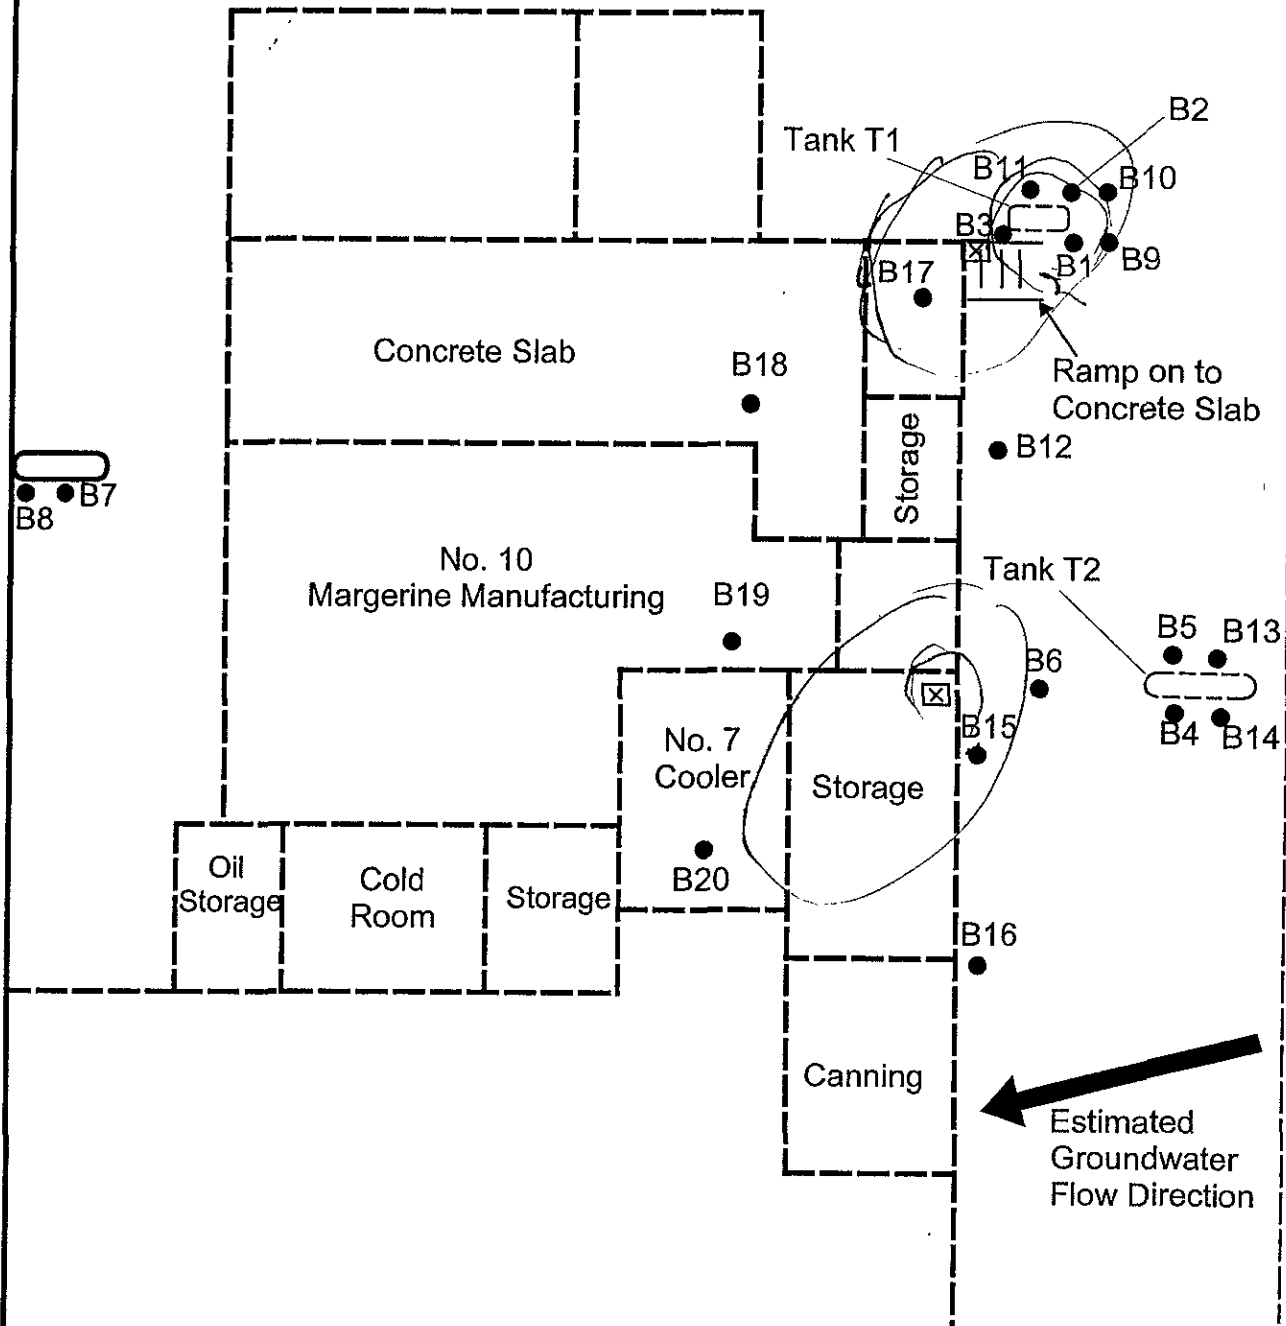 B2
Tank T1
B11
B10
B3
B17
B1
B9
Concrete Slab
B18
Ramp on to
Concrete Slab
Storage
B12
B7
B8
No. 10
Margerine Manufacturing
B19
Tank T2
B5
B13
B6
B4
B14
No. 7
Cooler
B15
Storage
Oil
Storage
Cold
Room
Storage
B20
B16
Canning
Estimated
Groundwater
Flow Direction